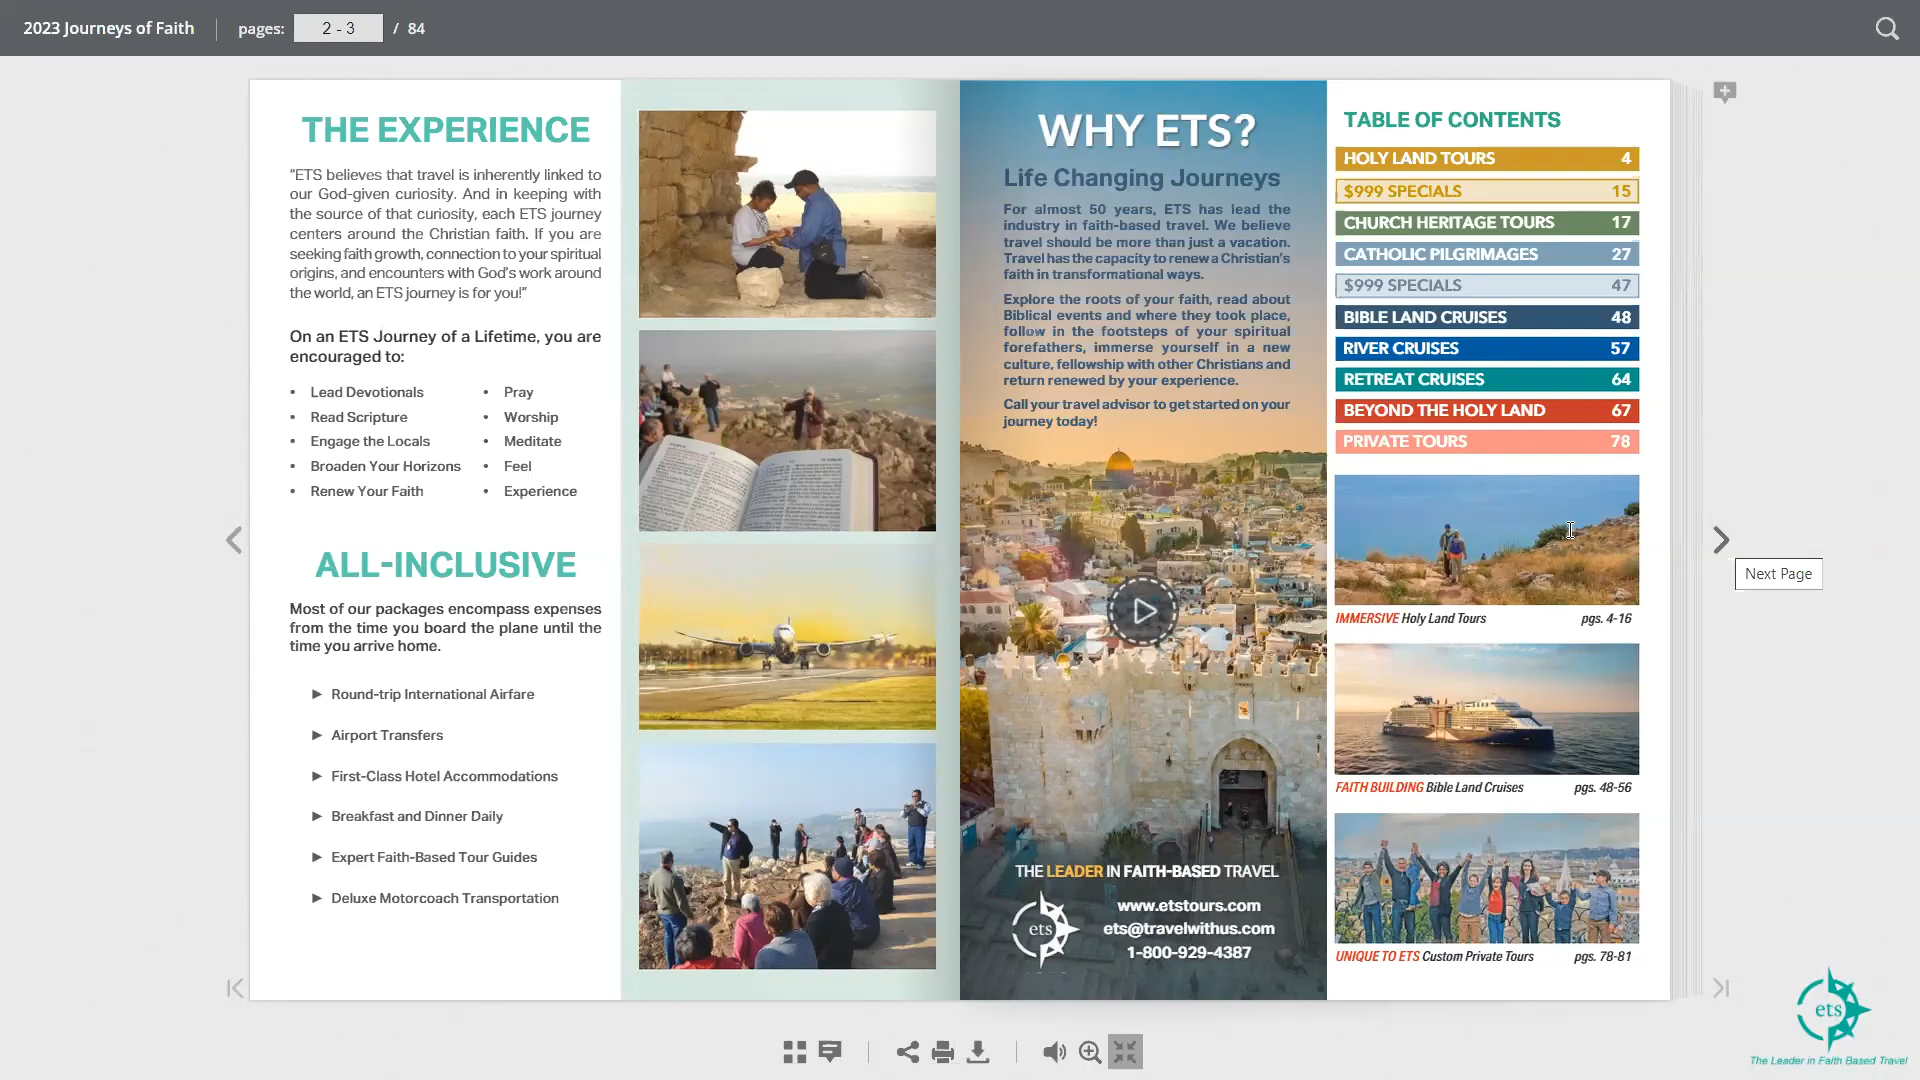 2023 Journeys of Faith
pages:
2 - 3
/ 84
THE EXPERIENCE
"ETS believes that travel is inherently linked to
our God-given curiosity. And in keeping with
the source of that curiosity, each ETS journey
centers around the Christian faith. If you are
seeking faith growth, connection to your spiritual
origins, and encounters with God's work around
the world, an ETS journey is for you!"
On an ETS Journey of a Lifetime, you are
encouraged to:
• Lead Devotionals
• Read Scripture
• Engage the Locals
• Broaden Your Horizons
• Renew Your Faith
• Pray
• Worship
• Meditate
• Feel
• Experience
ALL-INCLUSIVE
Most of our packages encompass expenses
from the time you board the plane until the
time you arrive home.
► Round-trip International Airfare
► Airport Transfers
► First-Class Hotel Accommodations
► Breakfast and Dinner Daily
► Expert Faith-Based Tour Guides
► Deluxe Motorcoach Transportation
WHY ETS?
Life Changing Journeys
For almost 50 years, ETS has lead the
industry in faith-based travel. We believe
travel should be more than just a vacation.
Travel has the capacity to renew a Christian's
faith in transformational ways.
Explore the roots of your faith, read about
Biblical events and where they took place,
follow in the footsteps of your spiritual
forefathers, immerse yourself in a new
culture, fellowship with other Christians and
return renewed by your experience.
Call your travel advisor to get started on your
journey today!
THE LEADER IN FAITH-BASED TRAVEL
ets
www.etstours.com
ets@travelwithus.com
1-800-929-4387
TABLE OF CONTENTS
HOLY LAND TOURS 4
$999 SPECIALS 15
CHURCH HERITAGE TOURS 17
CATHOLIC PILGRIMAGES 27
$999 SPECIALS 47
BIBLE LAND CRUISES 48
RIVER CRUISES 57
RETREAT CRUISES 64
BEYOND THE HOLY LAND 67
PRIVATE TOURS 78
IMMERSIVE Holy Land Tours pgs. 4-16
FAITH BUILDING Bible Land Cruises pgs. 48-56
UNIQUE TO ETS Custom Private Tours pgs. 78-81
Next Page
ets
The Leader in Faith Based Travel